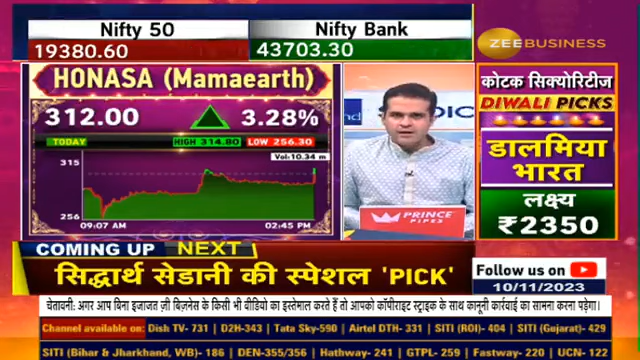 Nifty 50
19380.60
Nifty Bank
43703.30
ZEE BUSINESS
HONASA (Mamaearth)
312.00
3.28%
TODAY
HIGH 314.80
LOW 256.30
Vol:10.34 m
315
256
09:07 AM
02:45 PM
PRINCE
PIPES
कोटक सिक्योरिटीज
DIWALI PICKS
डालमिया
भारत
लक्ष्य
₹2350
COMING UP NEXT
सिद्धार्थ सेडानी की स्पेशल 'PICK'
Follow us on
10/11/2023
चेतावनी: अगर आप बिना इजाजत ज़ी बिज़नेस के किसी भी वीडियो का इस्तेमाल करते हैं तो आपको कॉपीराइट स्ट्राइक के साथ कानूनी कार्रवाई का सामना करना पड़ेगा।
Channel available on: Dish TV- 731 | D2H-343 | Tata Sky-590 | Airtel DTH- 331 | SITI (ROI) - 404 | SITI (Gujarat) - 429
SITI (Bihar & Jharkhand, WB) - 186 | DEN-355/356 | Hathway- 241 | GTPL- 259 | Fastway- 220 | UCN- 122